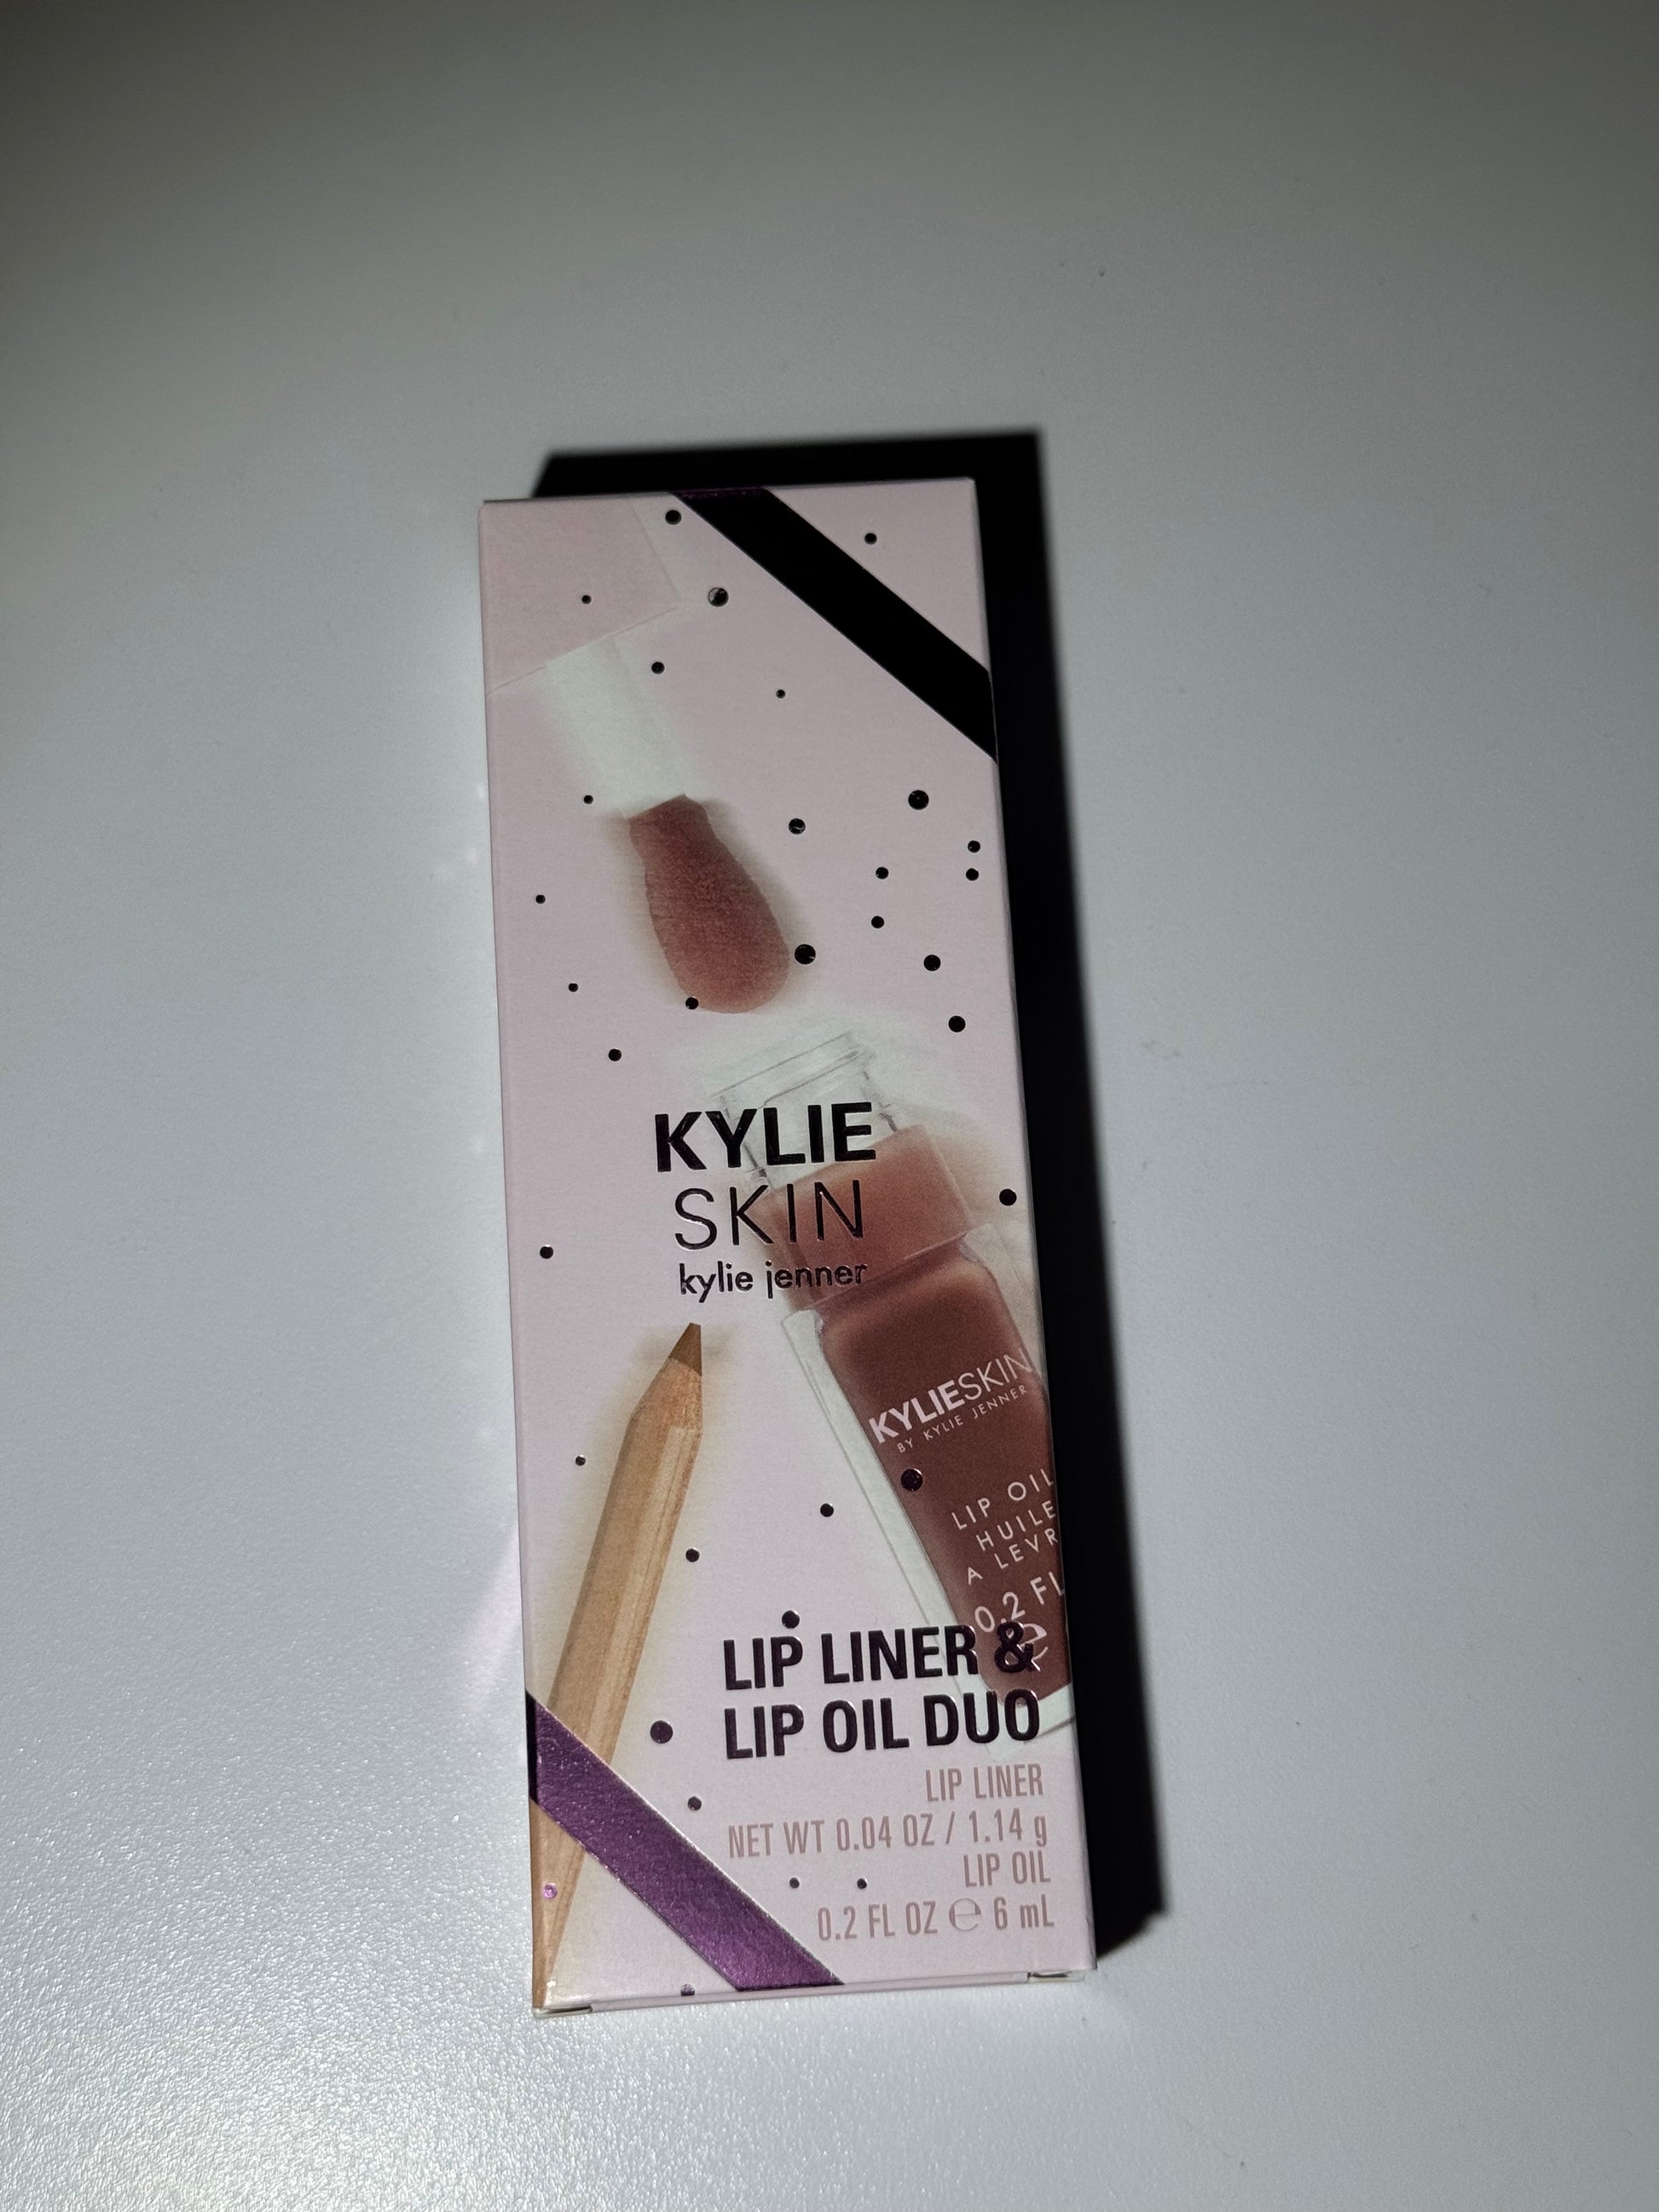 KYLIE
SKIN
kylie jenner
KYLIESKIN
BY KYLIE JENNER
LIP OIL
HUILE
A LEVR
0.2 FL
e
LIP LINER &
LIP OIL DUO
LIP LINER
NET WT 0.04 OZ / 1.14 g
LIP OIL
0.2 FL OZ ℮ 6 mL